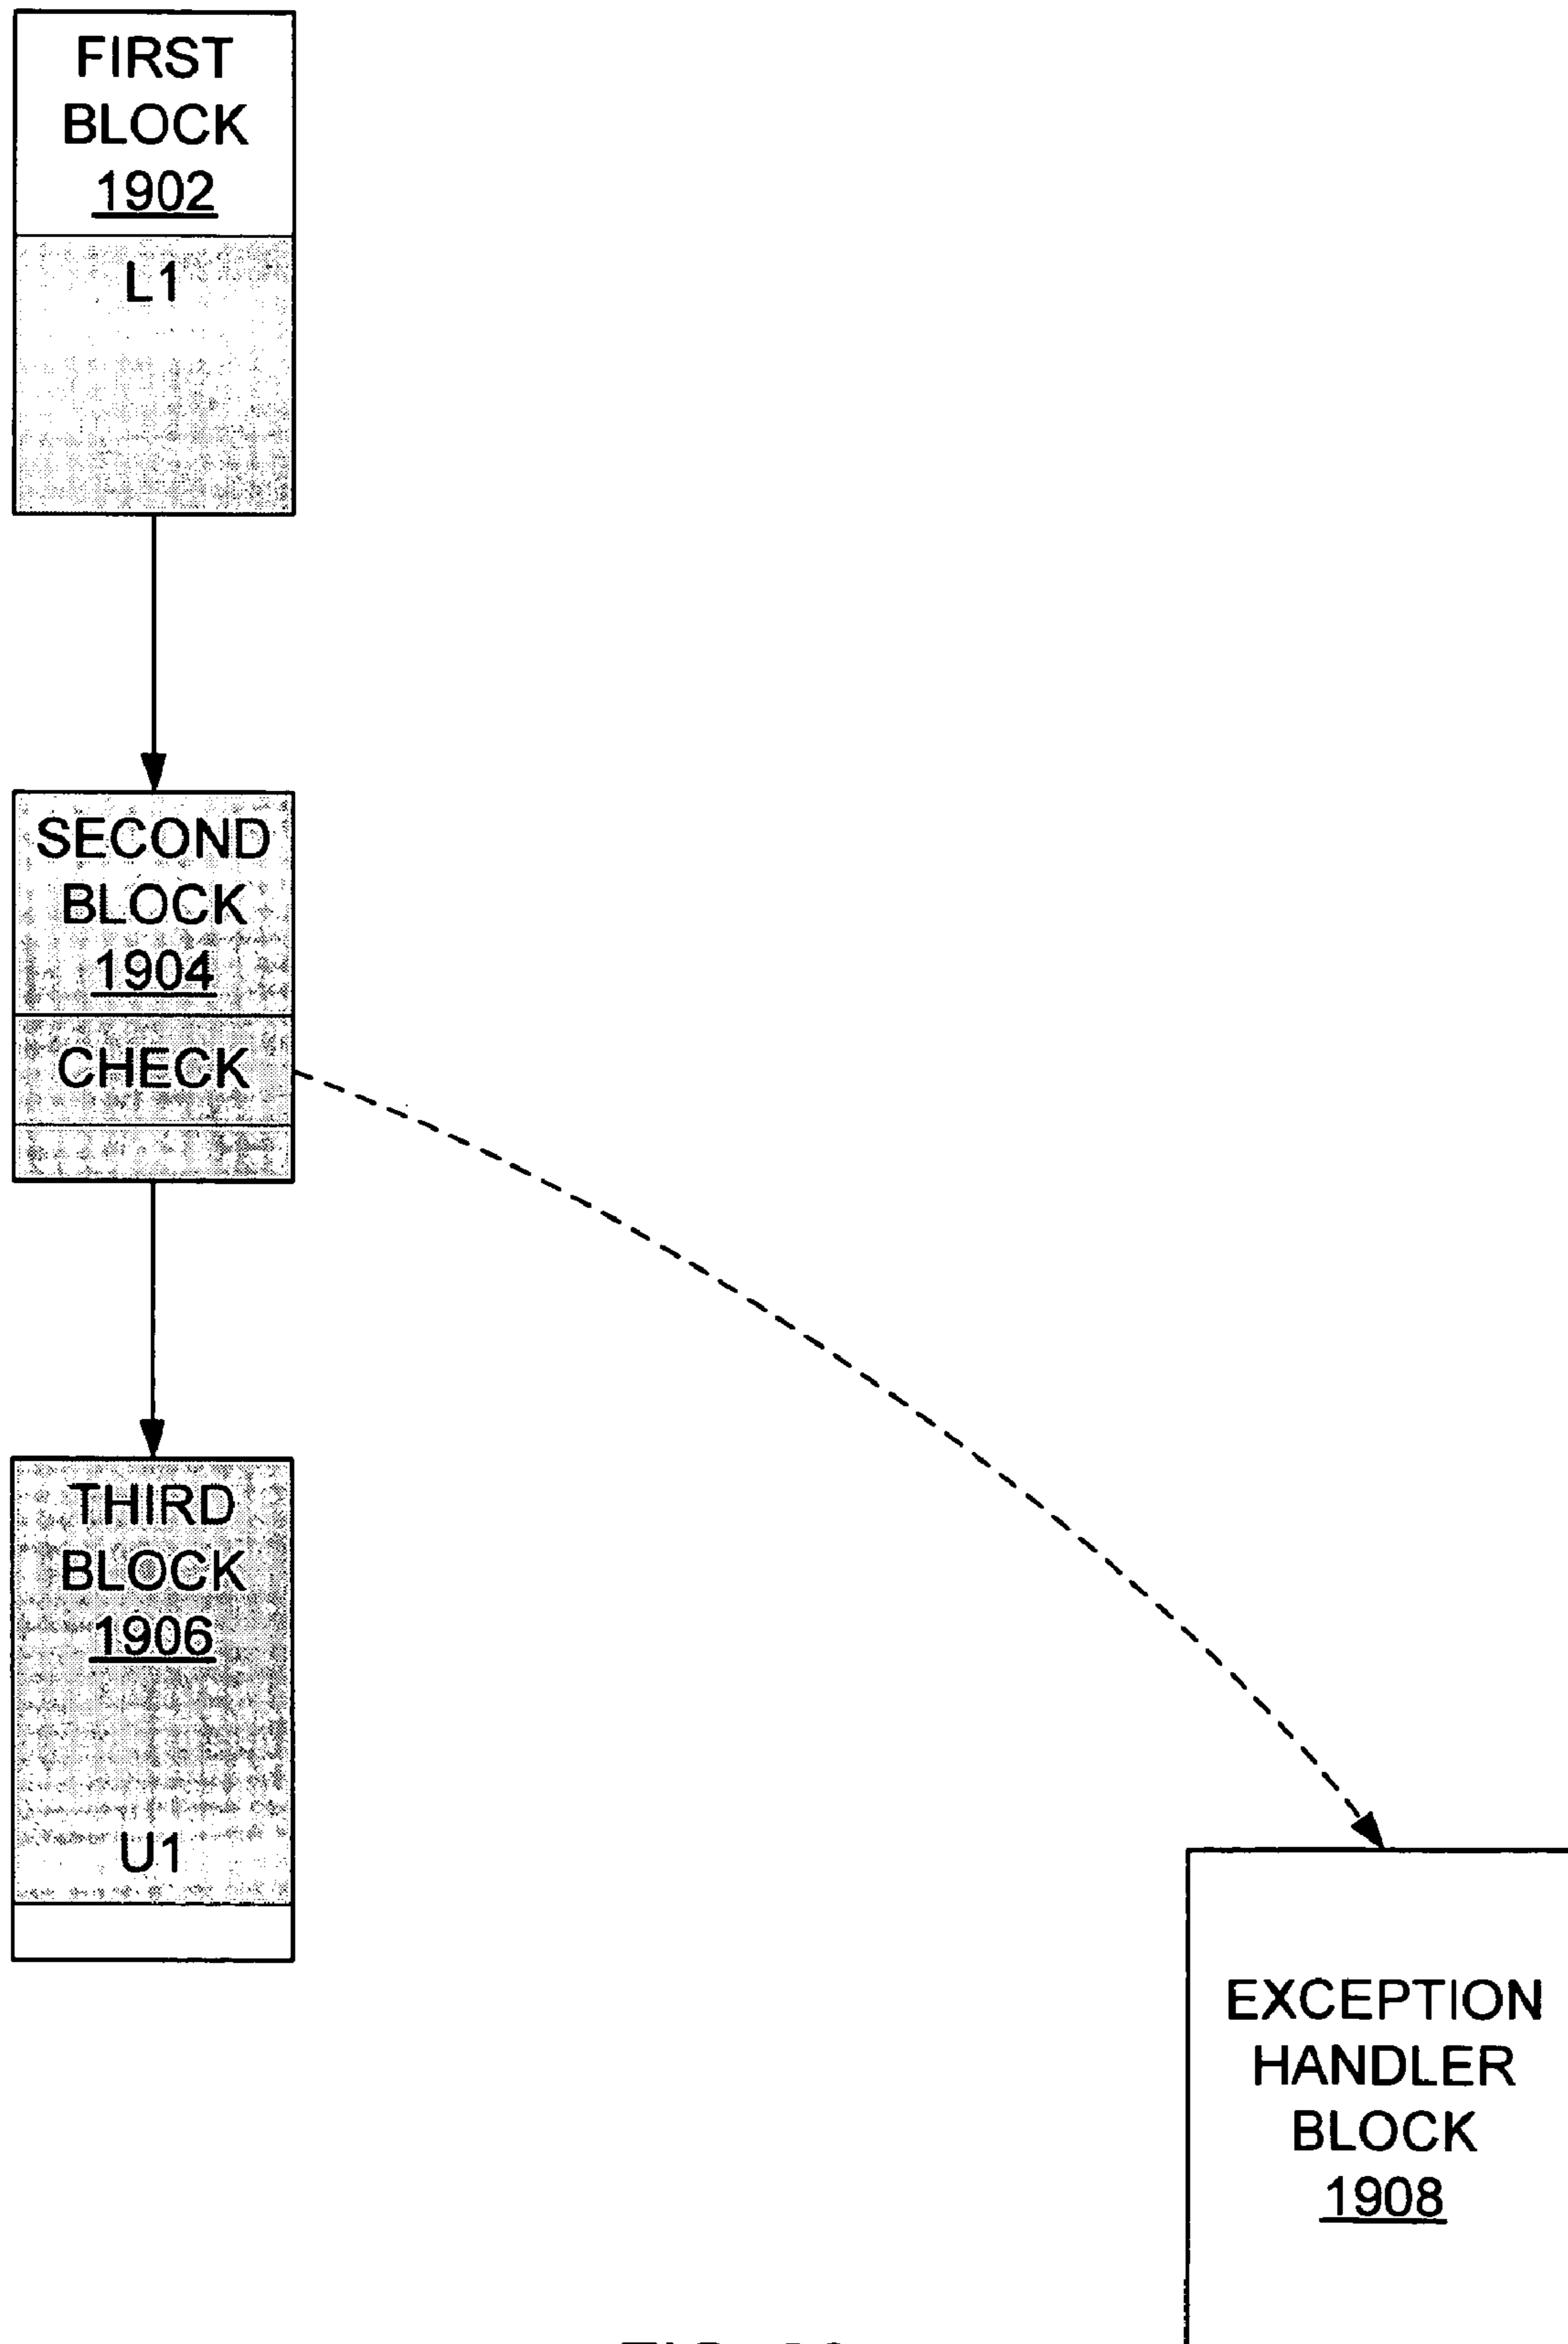 FIRST
BLOCK
1902
L1
SECOND
BLOCK
1904
CHECK
THIRD
BLOCK
1906
U1
EXCEPTION
HANDLER
BLOCK
1908